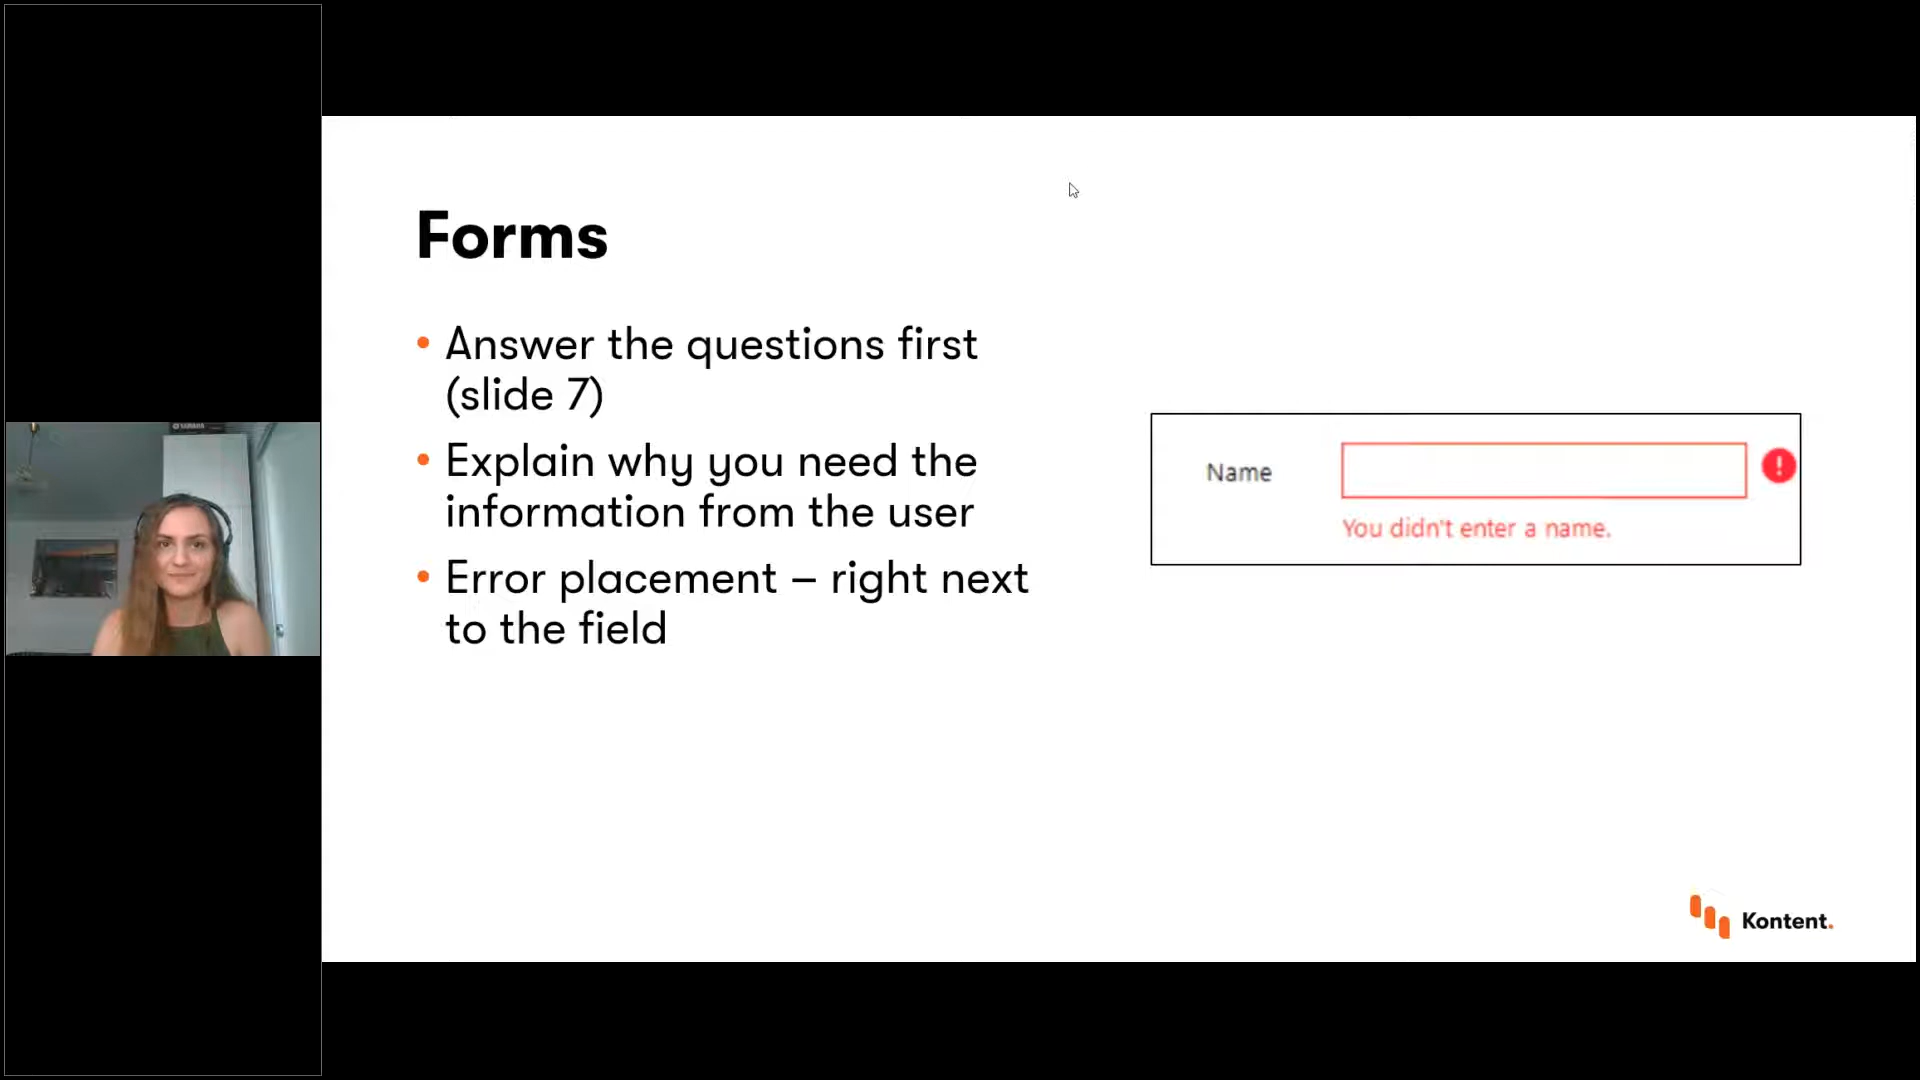 Forms
• Answer the questions first
(slide 7)
• Explain why you need the
information from the user
• Error placement – right next
to the field
Name
!
You didn't enter a name.
Kontent.